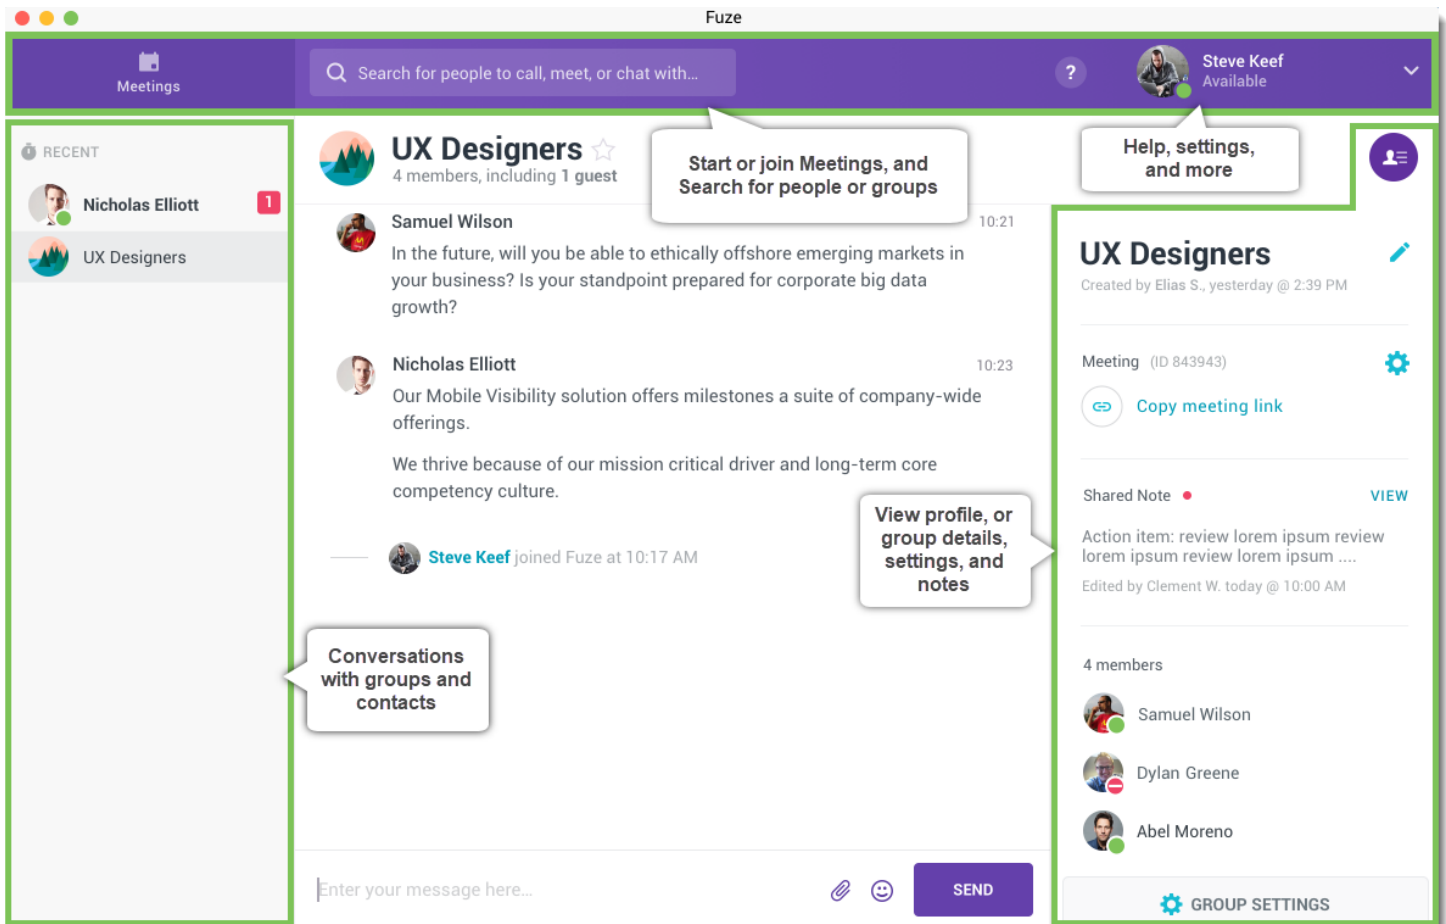 Fuze
Meetings
Search for people to call, meet, or chat with...
?
Steve Keef
Available
Start or join Meetings, and
Search for people or groups
Help, settings,
and more
RECENT
Nicholas Elliott
1
UX Designers
UX Designers
4 members, including 1 guest
Samuel Wilson
10:21
In the future, will you be able to ethically offshore emerging markets in
your business? Is your standpoint prepared for corporate big data
growth?
Nicholas Elliott
10:23
Our Mobile Visibility solution offers milestones a suite of company-wide
offerings.
We thrive because of our mission critical driver and long-term core
competency culture.
Steve Keef joined Fuze at 10:17 AM
View profile, or
group details,
settings, and
notes
Conversations
with groups and
contacts
Enter your message here...
SEND
UX Designers
Created by Elias S., yesterday @ 2:39 PM
Meeting (ID 843943)
Copy meeting link
Shared Note
VIEW
Action item: review lorem ipsum review
lorem ipsum review lorem ipsum ....
Edited by Clement W. today @ 10:00 AM
4 members
Samuel Wilson
Dylan Greene
Abel Moreno
GROUP SETTINGS